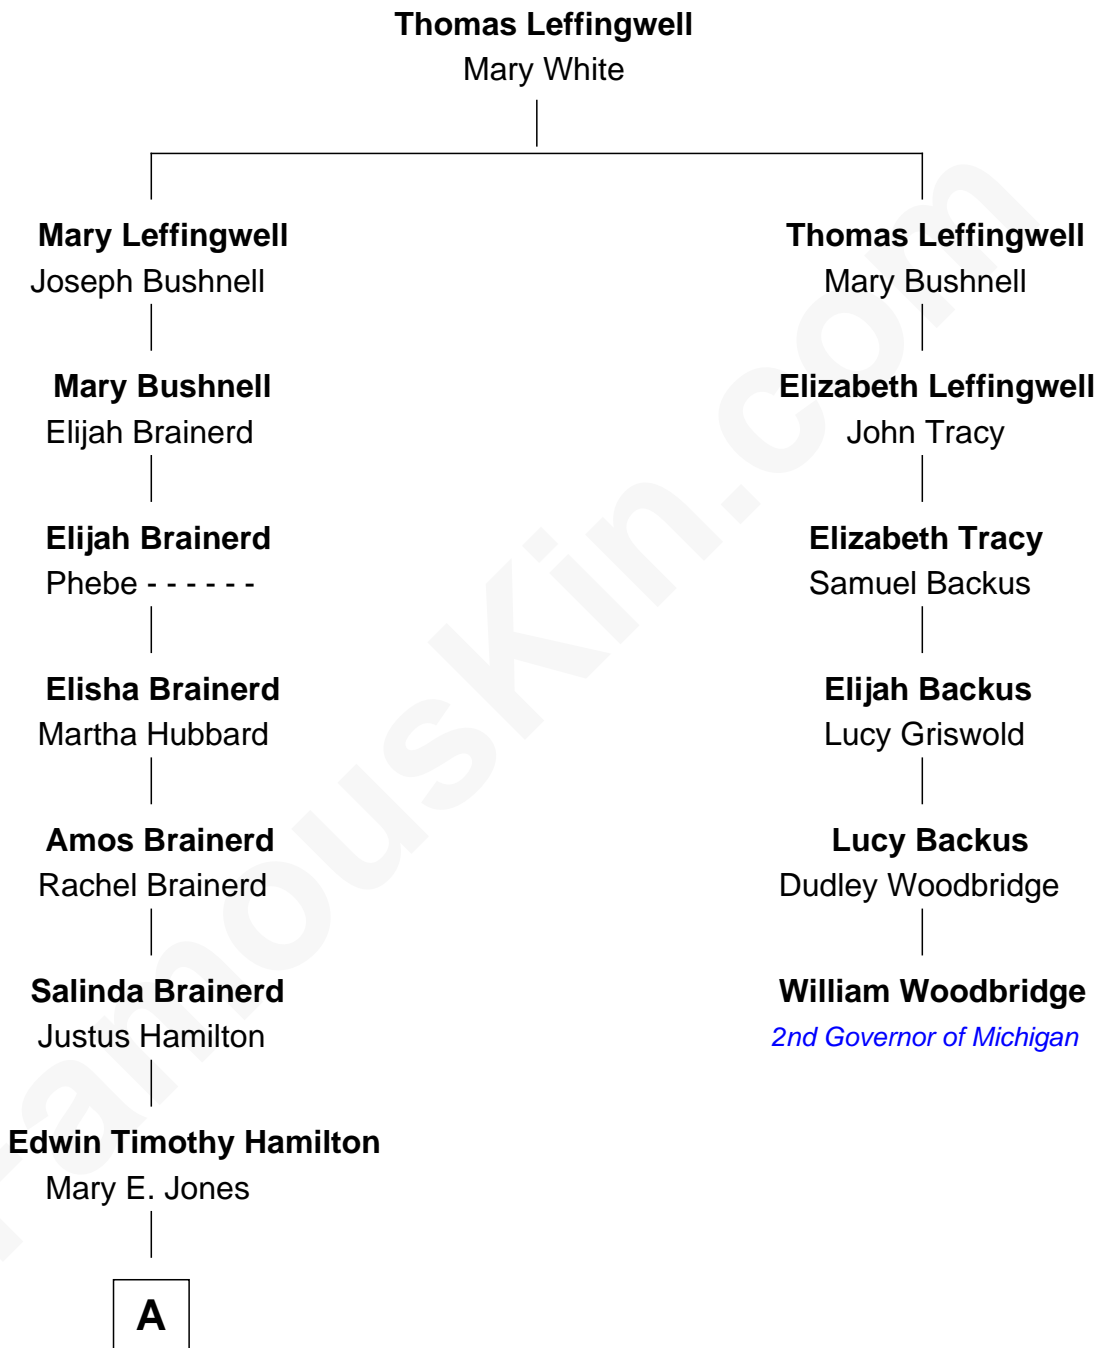 Thomas Leffingwell
Mary White
Mary Leffingwell
Joseph Bushnell
Thomas Leffingwell
Mary Bushnell
Mary Bushnell
Elijah Brainerd
Elizabeth Leffingwell
John Tracy
Elijah Brainerd
Phebe - - - - - -
Elizabeth Tracy
Samuel Backus
Elisha Brainerd
Martha Hubbard
Elijah Backus
Lucy Griswold
Amos Brainerd
Rachel Brainerd
Lucy Backus
Dudley Woodbridge
Salinda Brainerd
Justus Hamilton
William Woodbridge
2nd Governor of Michigan
Edwin Timothy Hamilton
Mary E. Jones
A
FamousKin.com